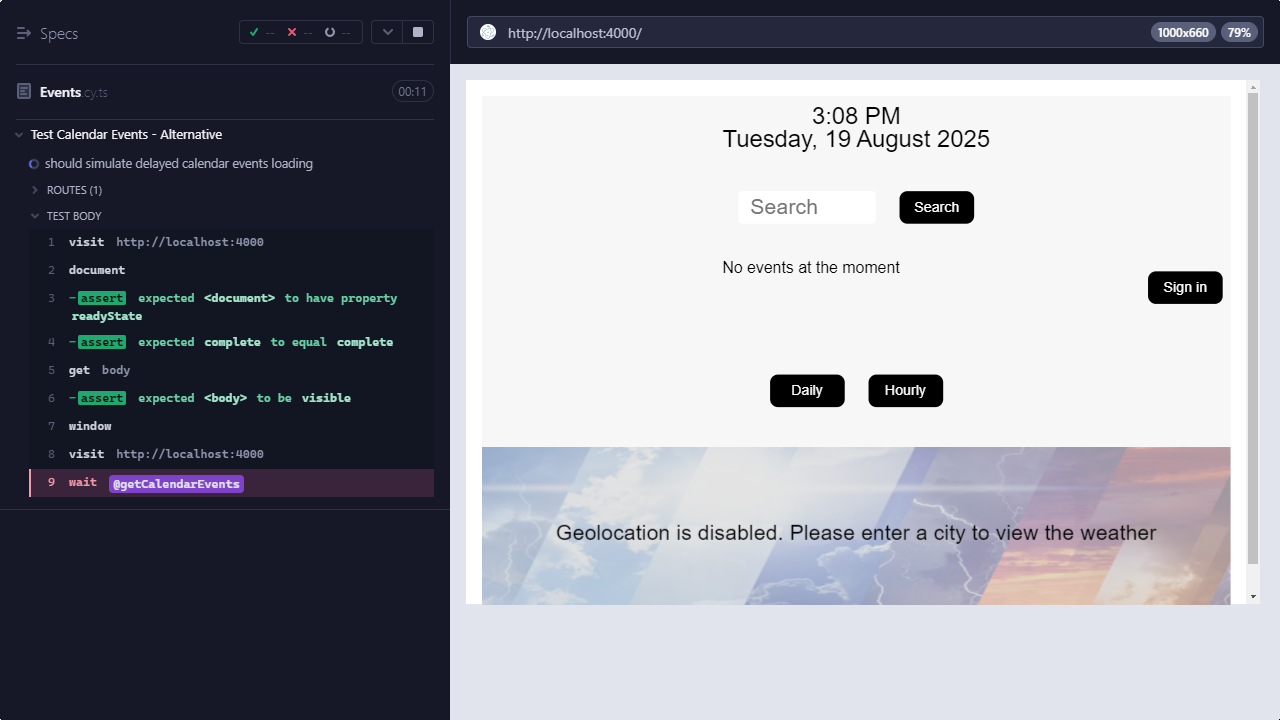 Specs
-- -- --
Events cy.ts
00:11
Test Calendar Events - Alternative
should simulate delayed calendar events loading
ROUTES (1)
TEST BODY
1 visit http://localhost:4000
2 document
3 -assert expected <document> to have property
readyState
4 -assert expected complete to equal complete
5 get body
6 -assert expected <body> to be visible
7 window
8 visit http://localhost:4000
9 wait @getCalendarEvents
http://localhost:4000/
1000x660 79%
3:08 PM
Tuesday, 19 August 2025
Search Search
No events at the moment
Sign in
Daily Hourly
Geolocation is disabled. Please enter a city to view the weather